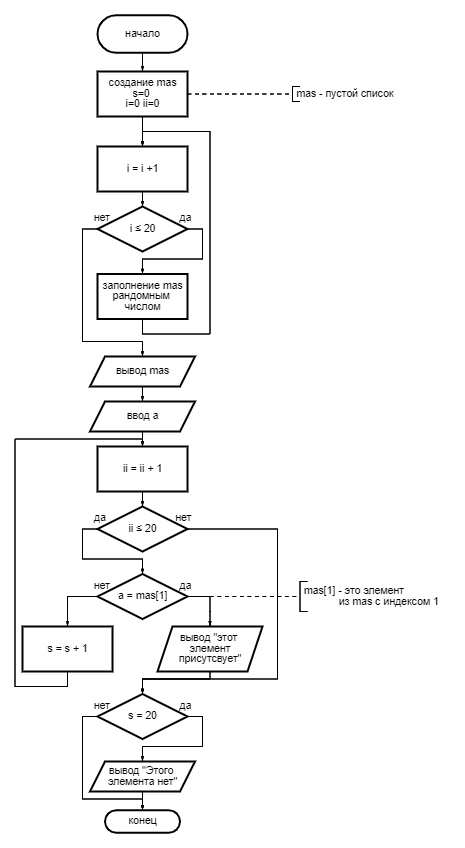 начало
создание mas
s=0
i=0 ii=0
mas - пустой список
i = i +1
нет
да
i ≤ 20
заполнение mas
рандомным
числом
вывод mas
ввод a
ii = ii + 1
да
нет
ii ≤ 20
нет
да
a = mas[1]
mas[1] - это элемент
из mas с индексом 1
s = s + 1
вывод "этот
элемент
присутсвует"
нет
да
s = 20
вывод "Этого
элемента нет"
конец